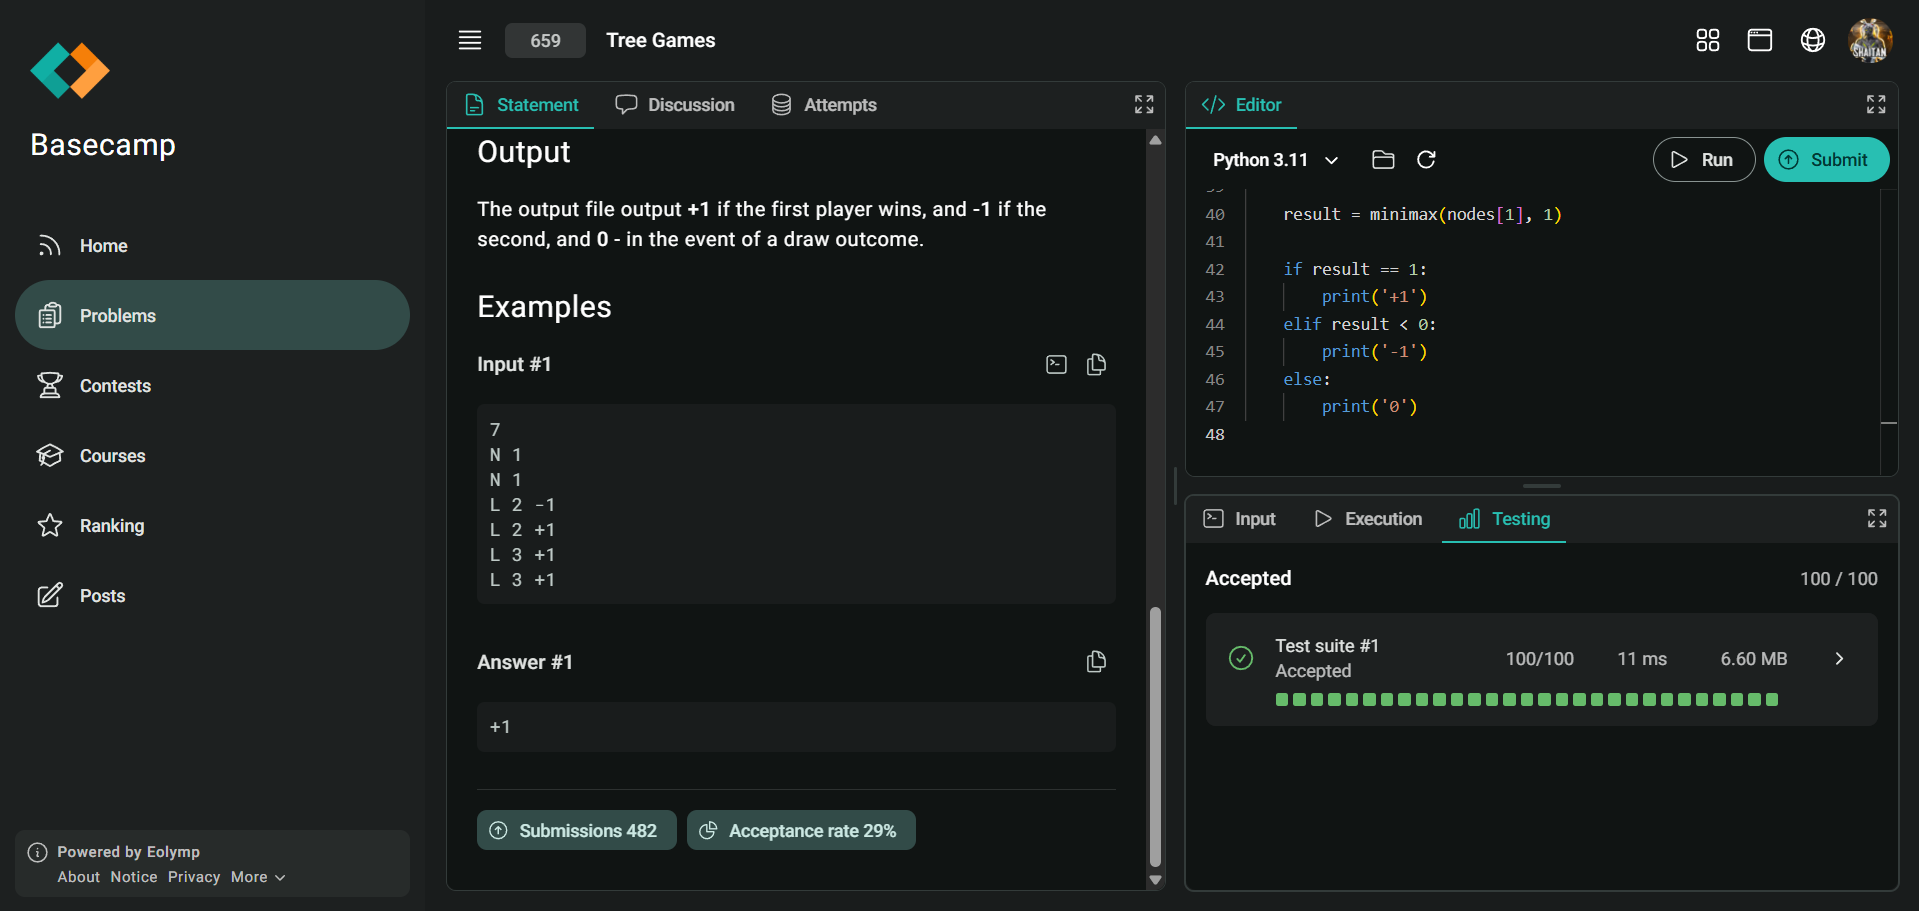 Basecamp
Home
Problems
Contests
Courses
Ranking
Posts
Powered by Eolymp
About Notice Privacy More
659 Tree Games
SHAITAN
Statement Discussion Attempts
Output
The output file output +1 if the first player wins, and -1 if the
second, and 0 - in the event of a draw outcome.
Examples
Input #1
7
N 1
N 1
L 2 -1
L 2 +1
L 3 +1
L 3 +1
Answer #1
+1
Submissions 482 Acceptance rate 29%
Editor
Python 3.11 Run Submit
39
40 result = minimax(nodes[1], 1)
41
42 if result == 1:
43 print('+1')
44 elif result < 0:
45 print('-1')
46 else:
47 print('0')
48
Input Execution Testing
Accepted 100 / 100
Test suite #1
Accepted
100/100 11 ms 6.60 MB